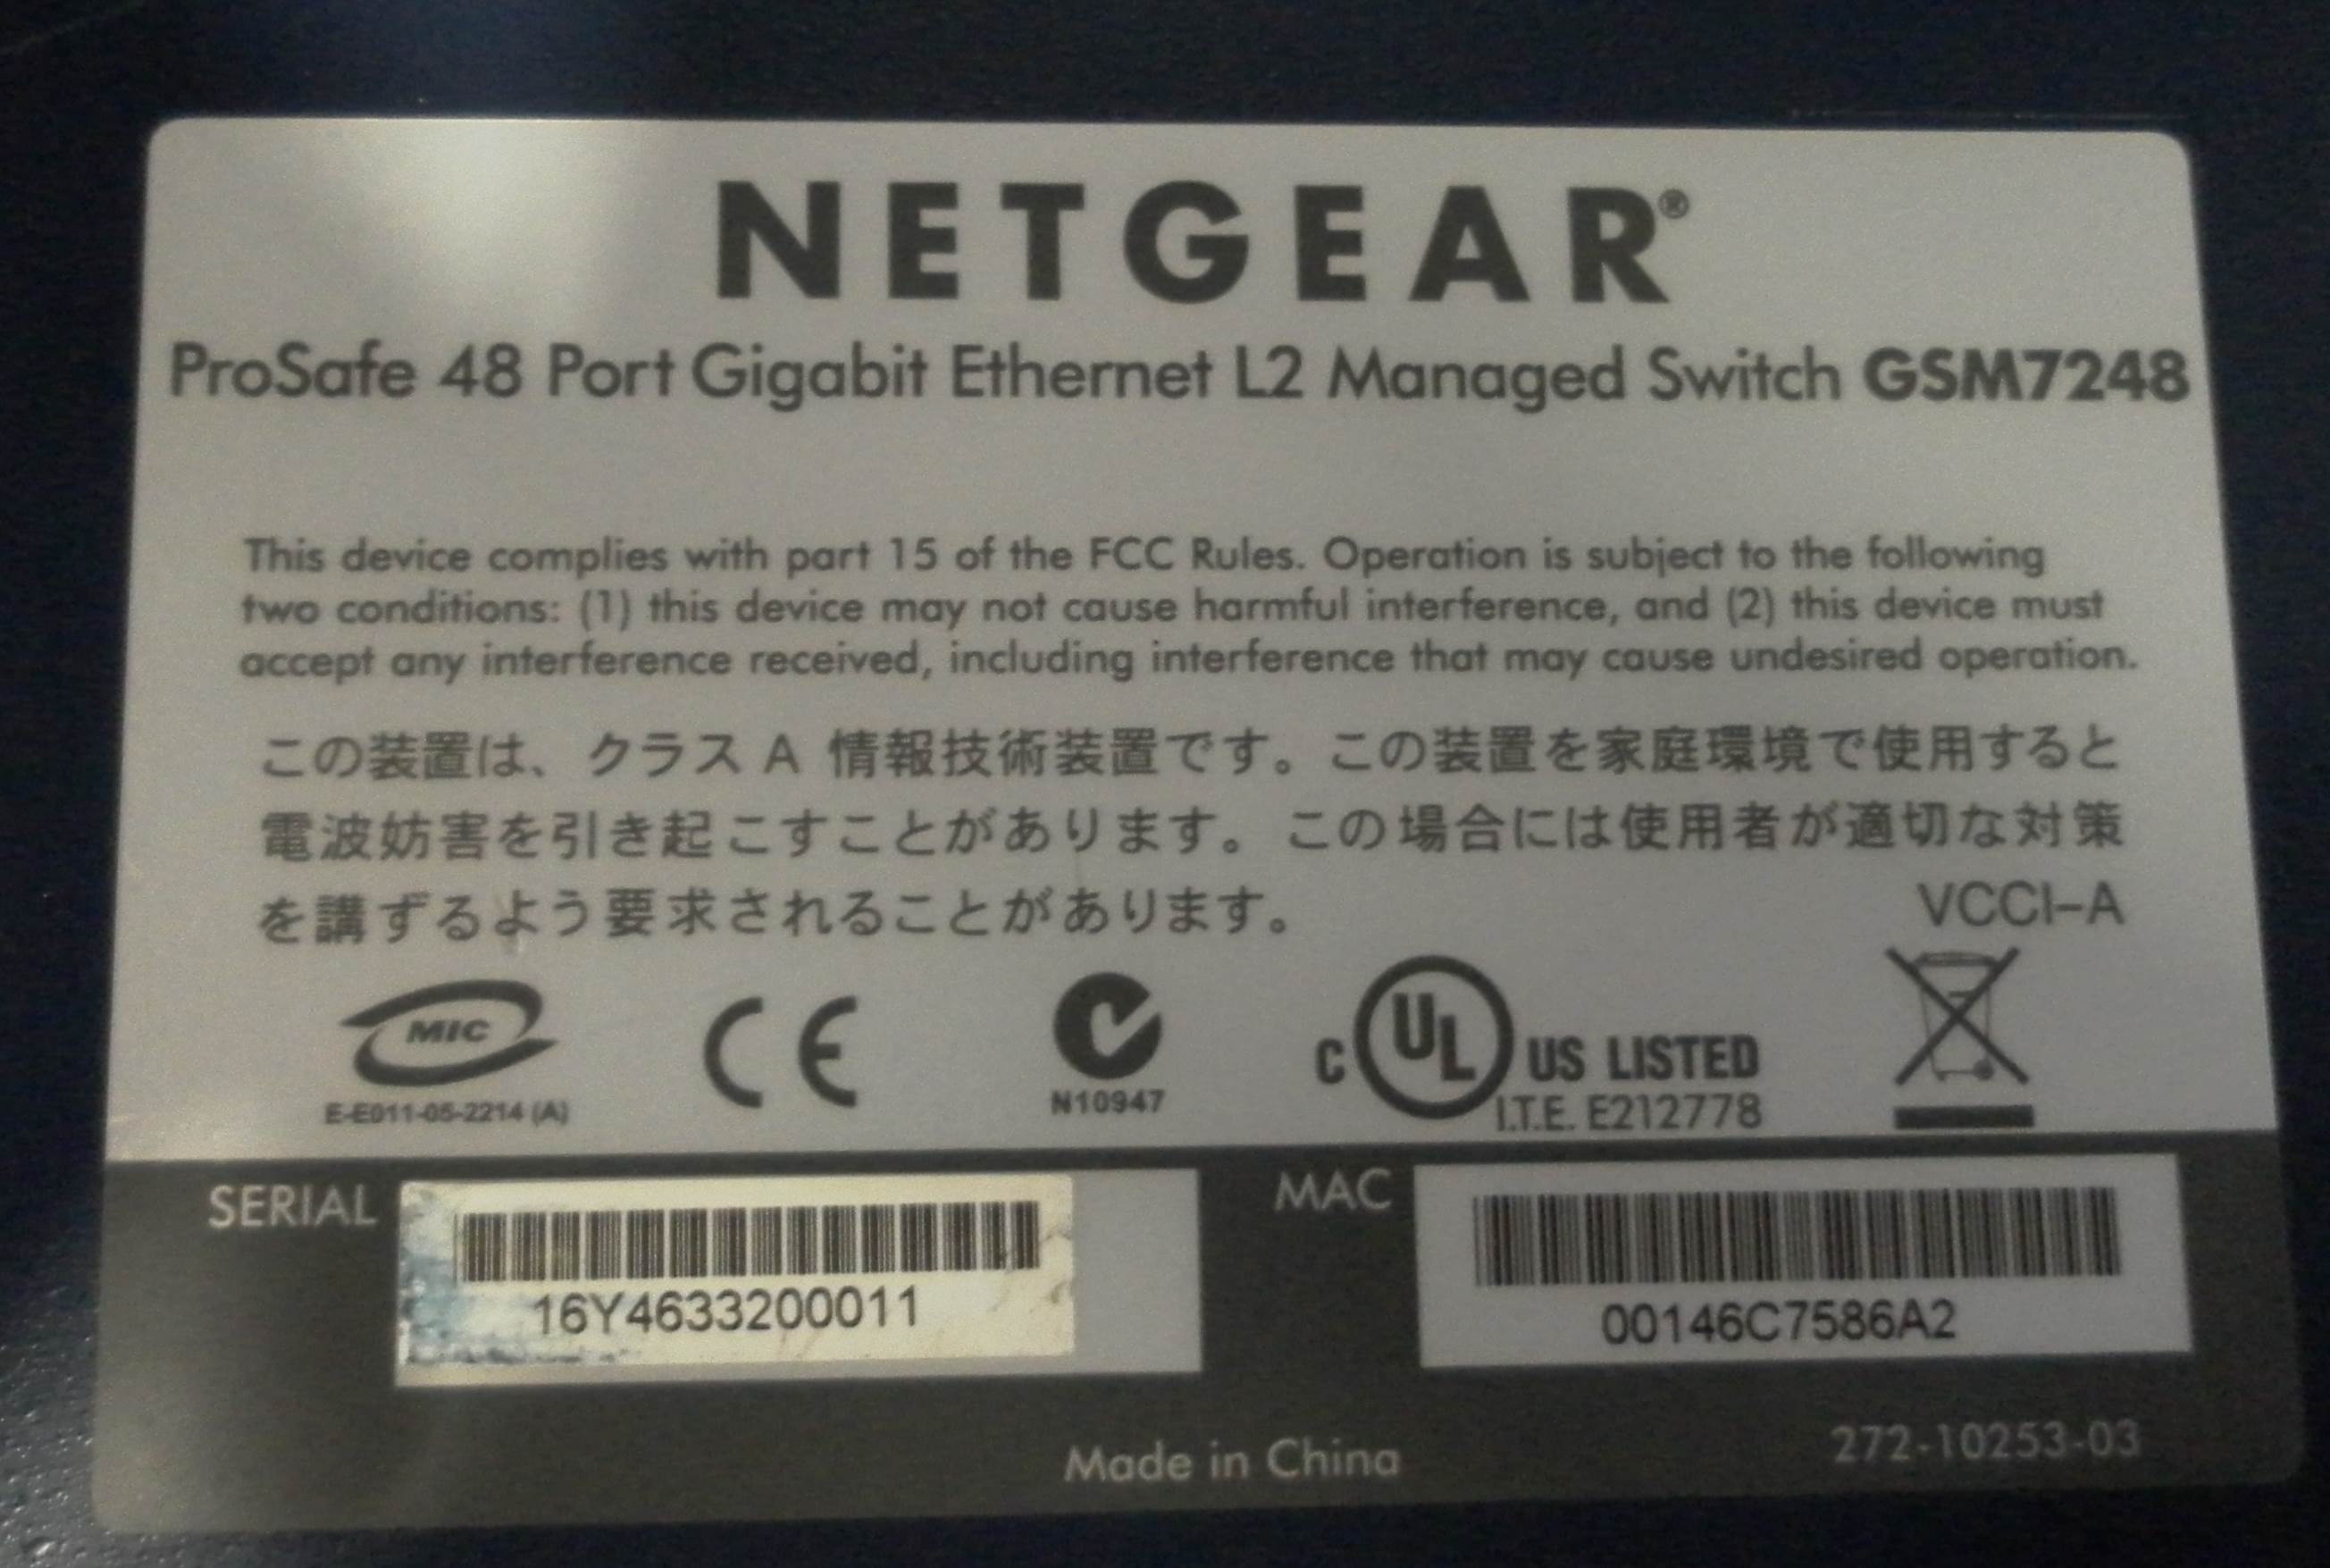 NETGEAR®
ProSafe 48 Port Gigabit Ethernet L2 Managed Switch GSM7248
This device complies with part 15 of the FCC Rules. Operation is subject to the following
two conditions: (1) this device may not cause harmful interference, and (2) this device must
accept any interference received, including interference that may cause undesired operation.
この装置は、クラス A 情報技術装置です。この装置を家庭環境で使用すると
電波妨害を引き起こすことがあります。この場合には使用者が適切な対策
を講ずるよう要求されることがあります。
VCCI-A
MIC
E-E011-05-2214 (A)
CE
N10947
C UL US LISTED
I.T.E. E212778
SERIAL
16Y4633200011
MAC
00146C7586A2
Made in China
272-10253-03